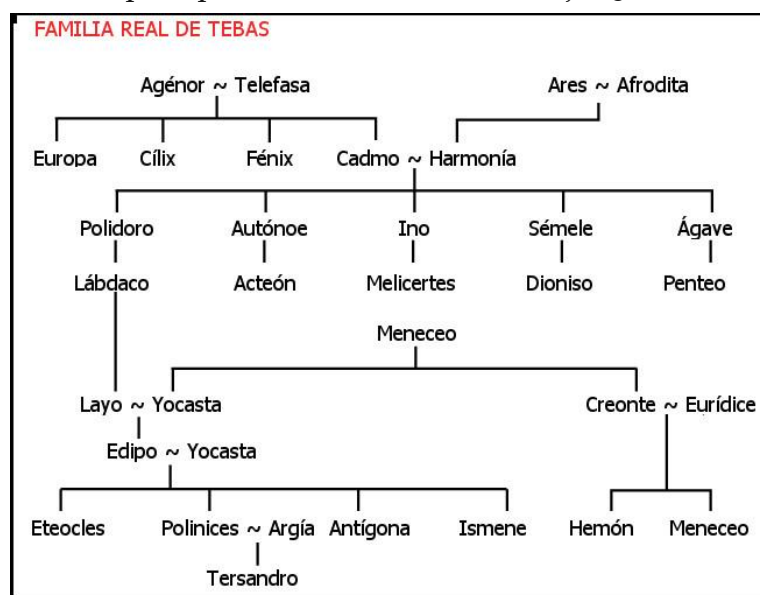 FAMILIA REAL DE TEBAS
Agénor ~ Telefasa Ares ~ Afrodita
Europa Cílix Fénix Cadmo ~ Harmonía
Polidoro Autónoe Ino Sémele Ágave
Lábdaco Acteón Melicertes Dioniso Penteo
Meneceo
Layo ~ Yocasta Creonte ~ Eurídice
Edipo ~ Yocasta
Eteocles Polinices ~ Argía Antígona Ismene Hemón Meneceo
Tersandro